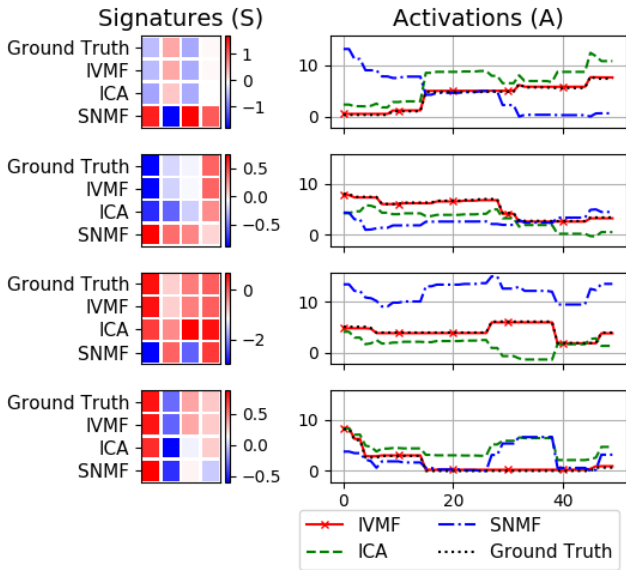 Signatures (S) Activations (A)
Ground Truth
IVMF
ICA
SNMF
1
0
−1
10
0
Ground Truth
IVMF
ICA
SNMF
0.5
0.0
−0.5
10
0
Ground Truth
IVMF
ICA
SNMF
0
−2
10
0
Ground Truth
IVMF
ICA
SNMF
0.5
0.0
−0.5
10
0
0 20 40
IVMF SNMF
ICA Ground Truth